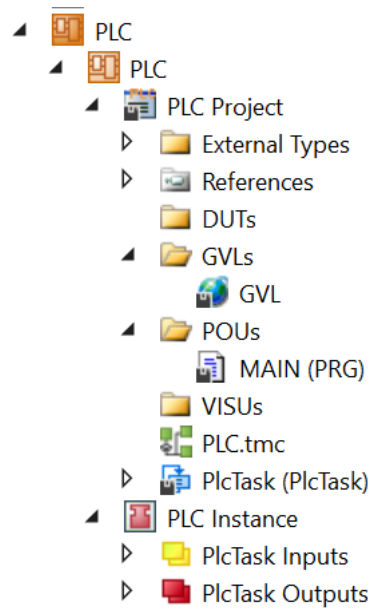 PLC
PLC
PLC Project
External Types
References
DUTs
GVLs
GVL
POUs
MAIN (PRG)
VISUs
PLC.tmc
PlcTask (PlcTask)
PLC Instance
PlcTask Inputs
PlcTask Outputs